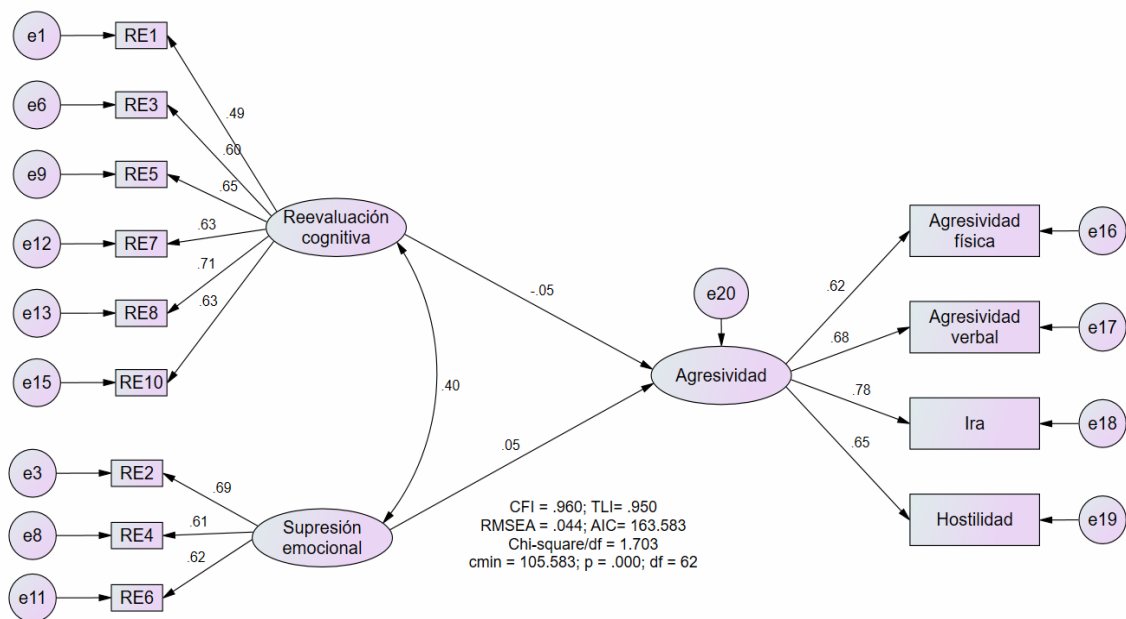 e1
RE1
e6
RE3
e9
RE5
e12
RE7
e13
RE8
e15
RE10
.49
.60
.65
.63
.71
.63
Reevaluación
cognitiva
e3
RE2
e8
RE4
e11
RE6
.69
.61
.62
Supresión
emocional
.40
-.05
.05
e20
Agresividad
.62
.68
.78
.65
Agresividad
física
e16
Agresividad
verbal
e17
Ira
e18
Hostilidad
e19
CFI = .960; TLI= .950
RMSEA = .044; AIC= 163.583
Chi-square/df = 1.703
cmin = 105.583; p = .000; df = 62